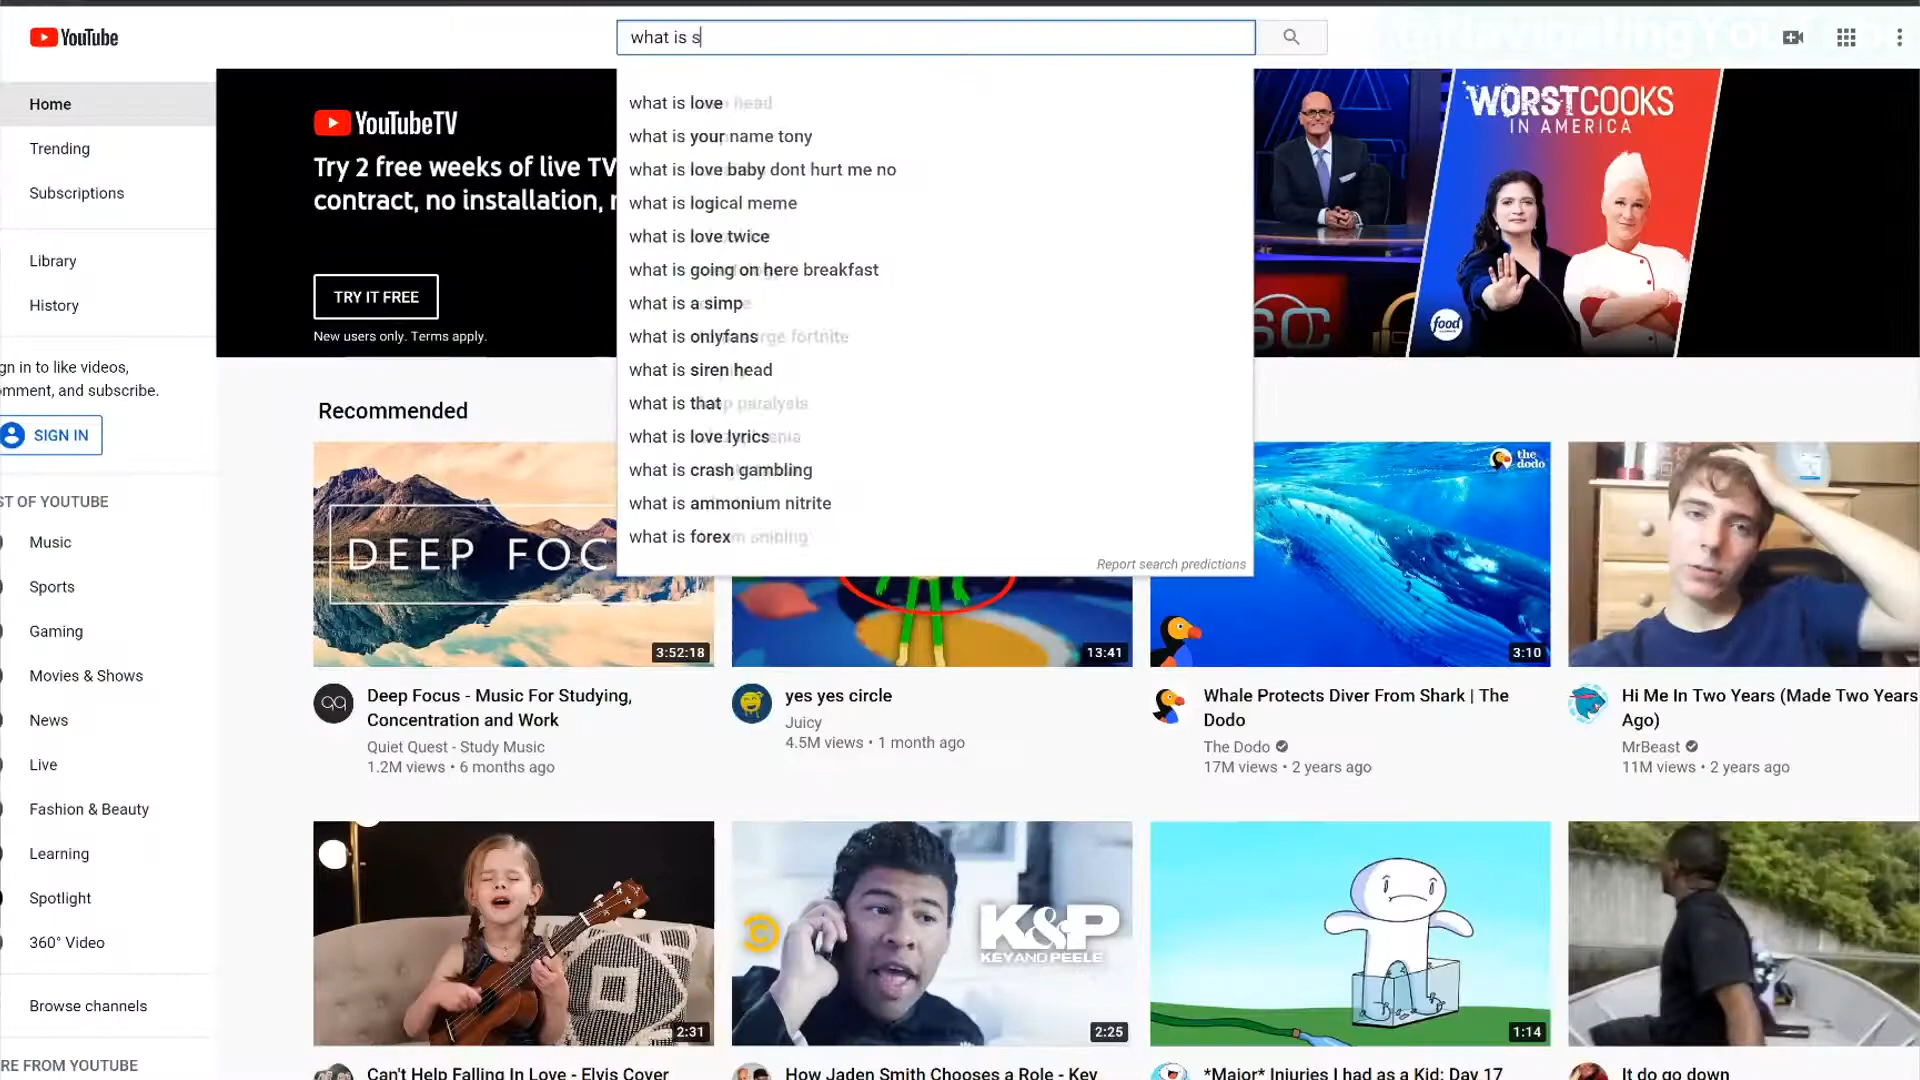 YouTube
what is s
Home
Trending
Subscriptions
Library
History
gn in to like videos,
mment, and subscribe.
SIGN IN
ST OF YOUTUBE
Music
Sports
Gaming
Movies & Shows
News
Live
Fashion & Beauty
Learning
Spotlight
360° Video
Browse channels
RE FROM YOUTUBE
YouTubeTV
Try 2 free weeks of live TV
contract, no installation,
TRY IT FREE
New users only. Terms apply.
what is love
what is your name tony
what is love baby dont hurt me no
what is logical meme
what is love twice
what is going on here breakfast
what is a simp
what is onlyfans
what is siren head
what is that
what is love lyrics
what is crash gambling
what is ammonium nitrite
what is forex
Report search predictions
WORST COOKS
IN AMERICA
food
Recommended
DEEP FOC
3:52:18
13:41
the
dodo
3:10
Deep Focus - Music For Studying,
Concentration and Work
Quiet Quest - Study Music
1.2M views • 6 months ago
yes yes circle
Juicy
4.5M views • 1 month ago
Whale Protects Diver From Shark | The
Dodo
The Dodo
17M views • 2 years ago
Hi Me In Two Years (Made Two Years
Ago)
MrBeast
11M views • 2 years ago
2:31
K&P
KEY AND PEELE
2:25
1:14
Can't Help Falling In Love - Elvis Cover
How Jaden Smith Chooses a Role - Key
*Major* Injuries I had as a Kid: Day 17
It do go down